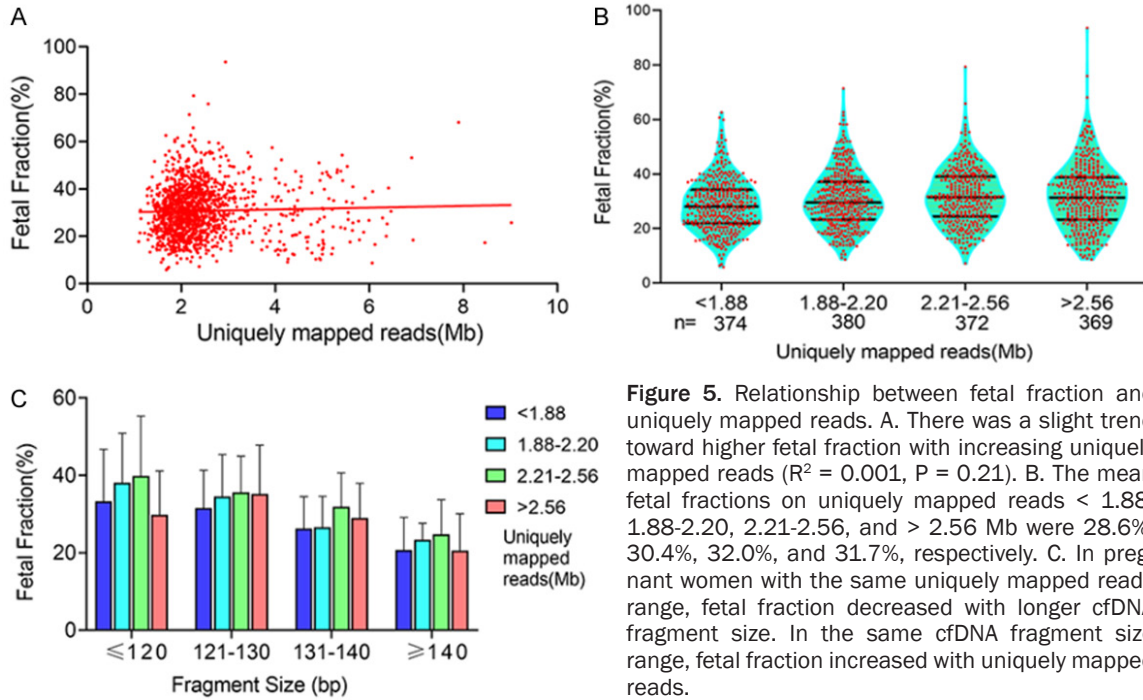 A
Fetal Fraction(%)
100
80
60
40
20
0
0 2 4 6 8 10
Uniquely mapped reads(Mb)
B
Fetal Fraction(%)
100
80
60
40
20
0
<1.88 1.88-2.20 2.21-2.56 >2.56
n= 374 380 372 369
Uniquely mapped reads(Mb)
C
Fetal Fraction(%)
60
40
20
0
≤120 121-130 131-140 ≥140
Fragment Size (bp)
<1.88
1.88-2.20
2.21-2.56
>2.56
Uniquely
mapped
reads(Mb)
Figure 5. Relationship between fetal fraction and
uniquely mapped reads. A. There was a slight trend
toward higher fetal fraction with increasing uniquely
mapped reads (R² = 0.001, P = 0.21). B. The mean
fetal fractions on uniquely mapped reads < 1.88,
1.88-2.20, 2.21-2.56, and > 2.56 Mb were 28.6%,
30.4%, 32.0%, and 31.7%, respectively. C. In preg-
nant women with the same uniquely mapped reads
range, fetal fraction decreased with longer cfDNA
fragment size. In the same cfDNA fragment size
range, fetal fraction increased with uniquely mapped
reads.